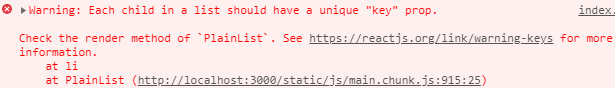 Warning: Each child in a list should have a unique "key" prop. index.
Check the render method of `PlainList`. See https://reactjs.org/link/warning-keys for more
information.
at li
at PlainList (http://localhost:3000/static/js/main.chunk.js:915:25)